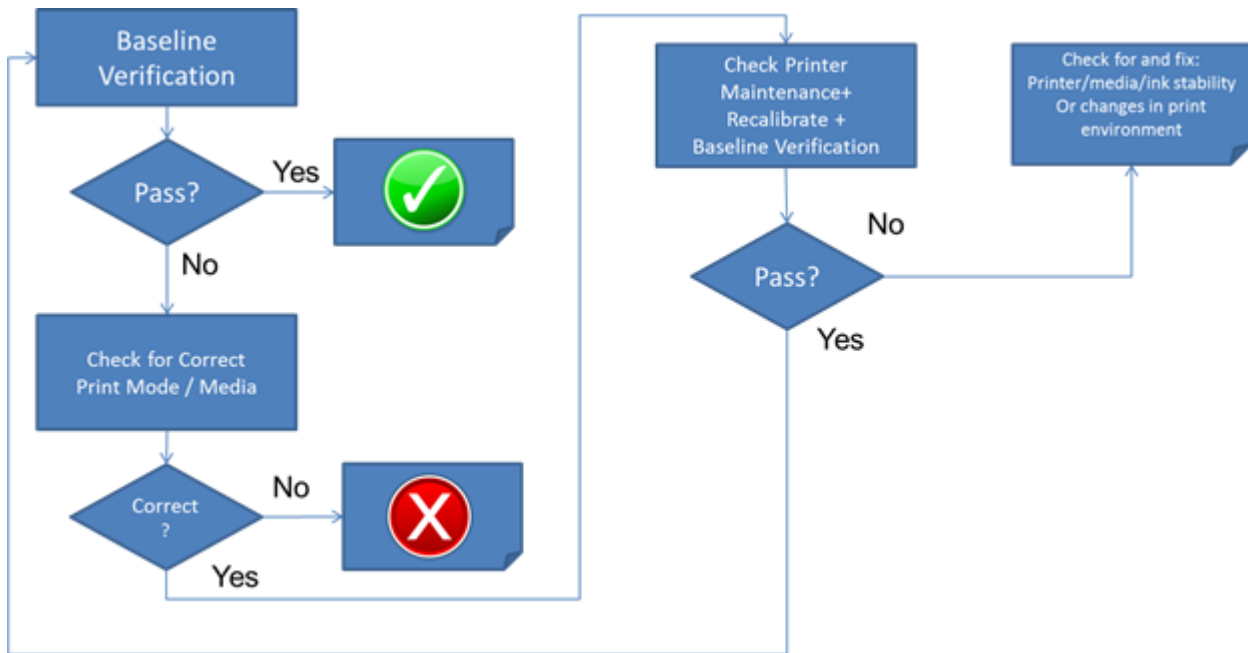 Baseline
Verification
Pass?
Yes
No
Check for Correct
Print Mode / Media
Correct
?
No
X
Yes
Check Printer
Maintenance+
Recalibrate +
Baseline Verification
Pass?
No
Yes
Check for and fix:
Printer/media/ink stability
Or changes in print
environment